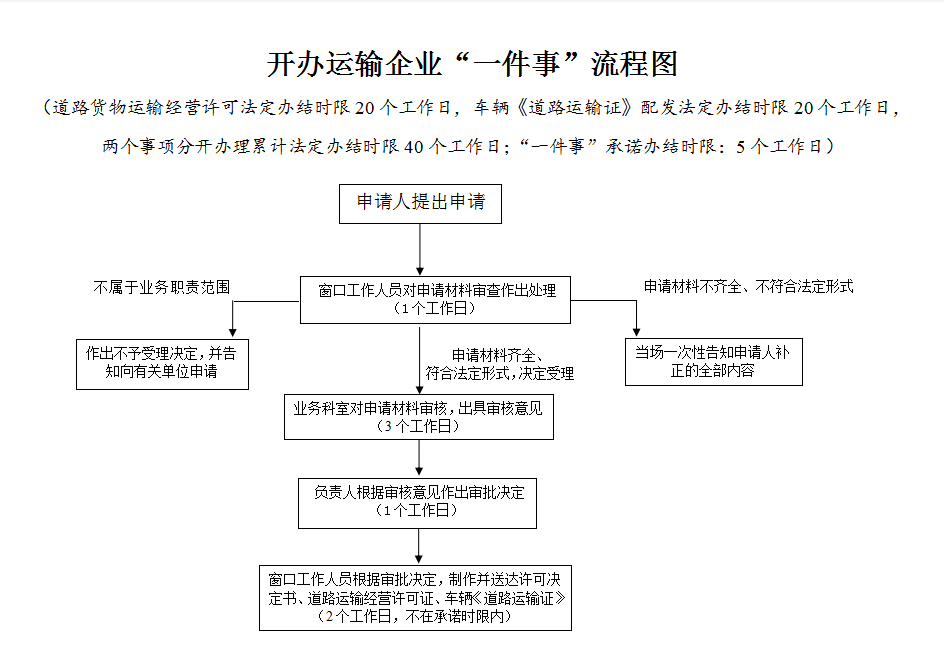 开办运输企业“一件事”流程图
（道路货物运输经营许可法定办结时限20个工作日，车辆《道路运输证》配发法定办结时限20个工作日，
两个事项分开办理累计法定办结时限40个工作日；“一件事”承诺办结时限：5个工作日）
申请人提出申请
不属于业务职责范围
窗口工作人员对申请材料审查作出处理
（1个工作日）
申请材料不齐全、不符合法定形式
作出不予受理决定，并告
知向有关单位申请
申请材料齐全、
符合法定形式，决定受理
当场一次性告知申请人补
正的全部内容
业务科室对申请材料审核，出具审核意见
（3个工作日）
负责人根据审核意见作出审批决定
（1个工作日）
窗口工作人员根据审批决定，制作并送达许可决
定书、道路运输经营许可证、车辆《道路运输证》
（2个工作日，不在承诺时限内）